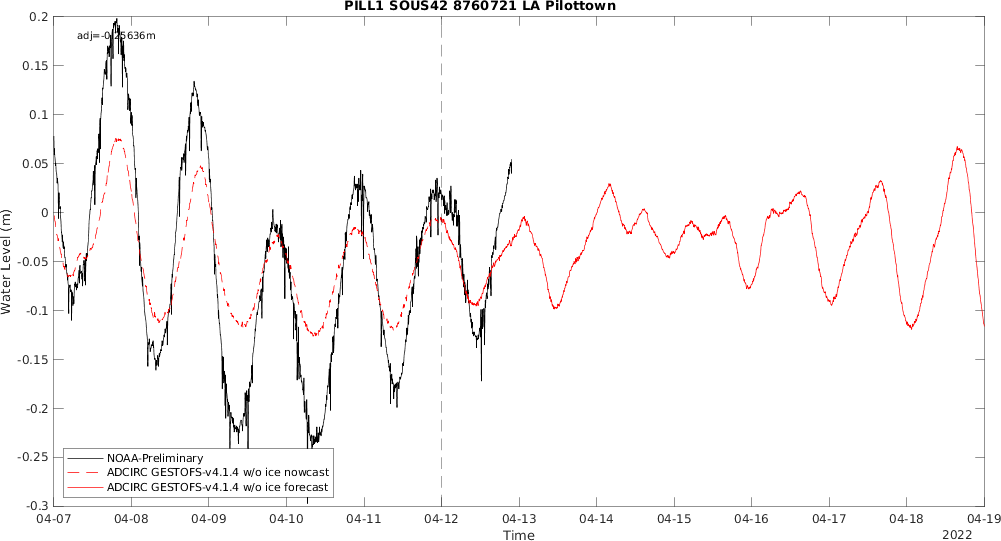 PILL1 SOUS42 8760721 LA Pilottown
adj=-0.25636m
0.2
0.15
0.1
0.05
0
-0.05
-0.1
-0.15
-0.2
-0.25
-0.3
Water Level (m)
NOAA-Preliminary
ADCIRC GESTOFS-v4.1.4 w/o ice nowcast
ADCIRC GESTOFS-v4.1.4 w/o ice forecast
04-07 04-08 04-09 04-10 04-11 04-12 04-13 04-14 04-15 04-16 04-17 04-18 04-19
Time
2022